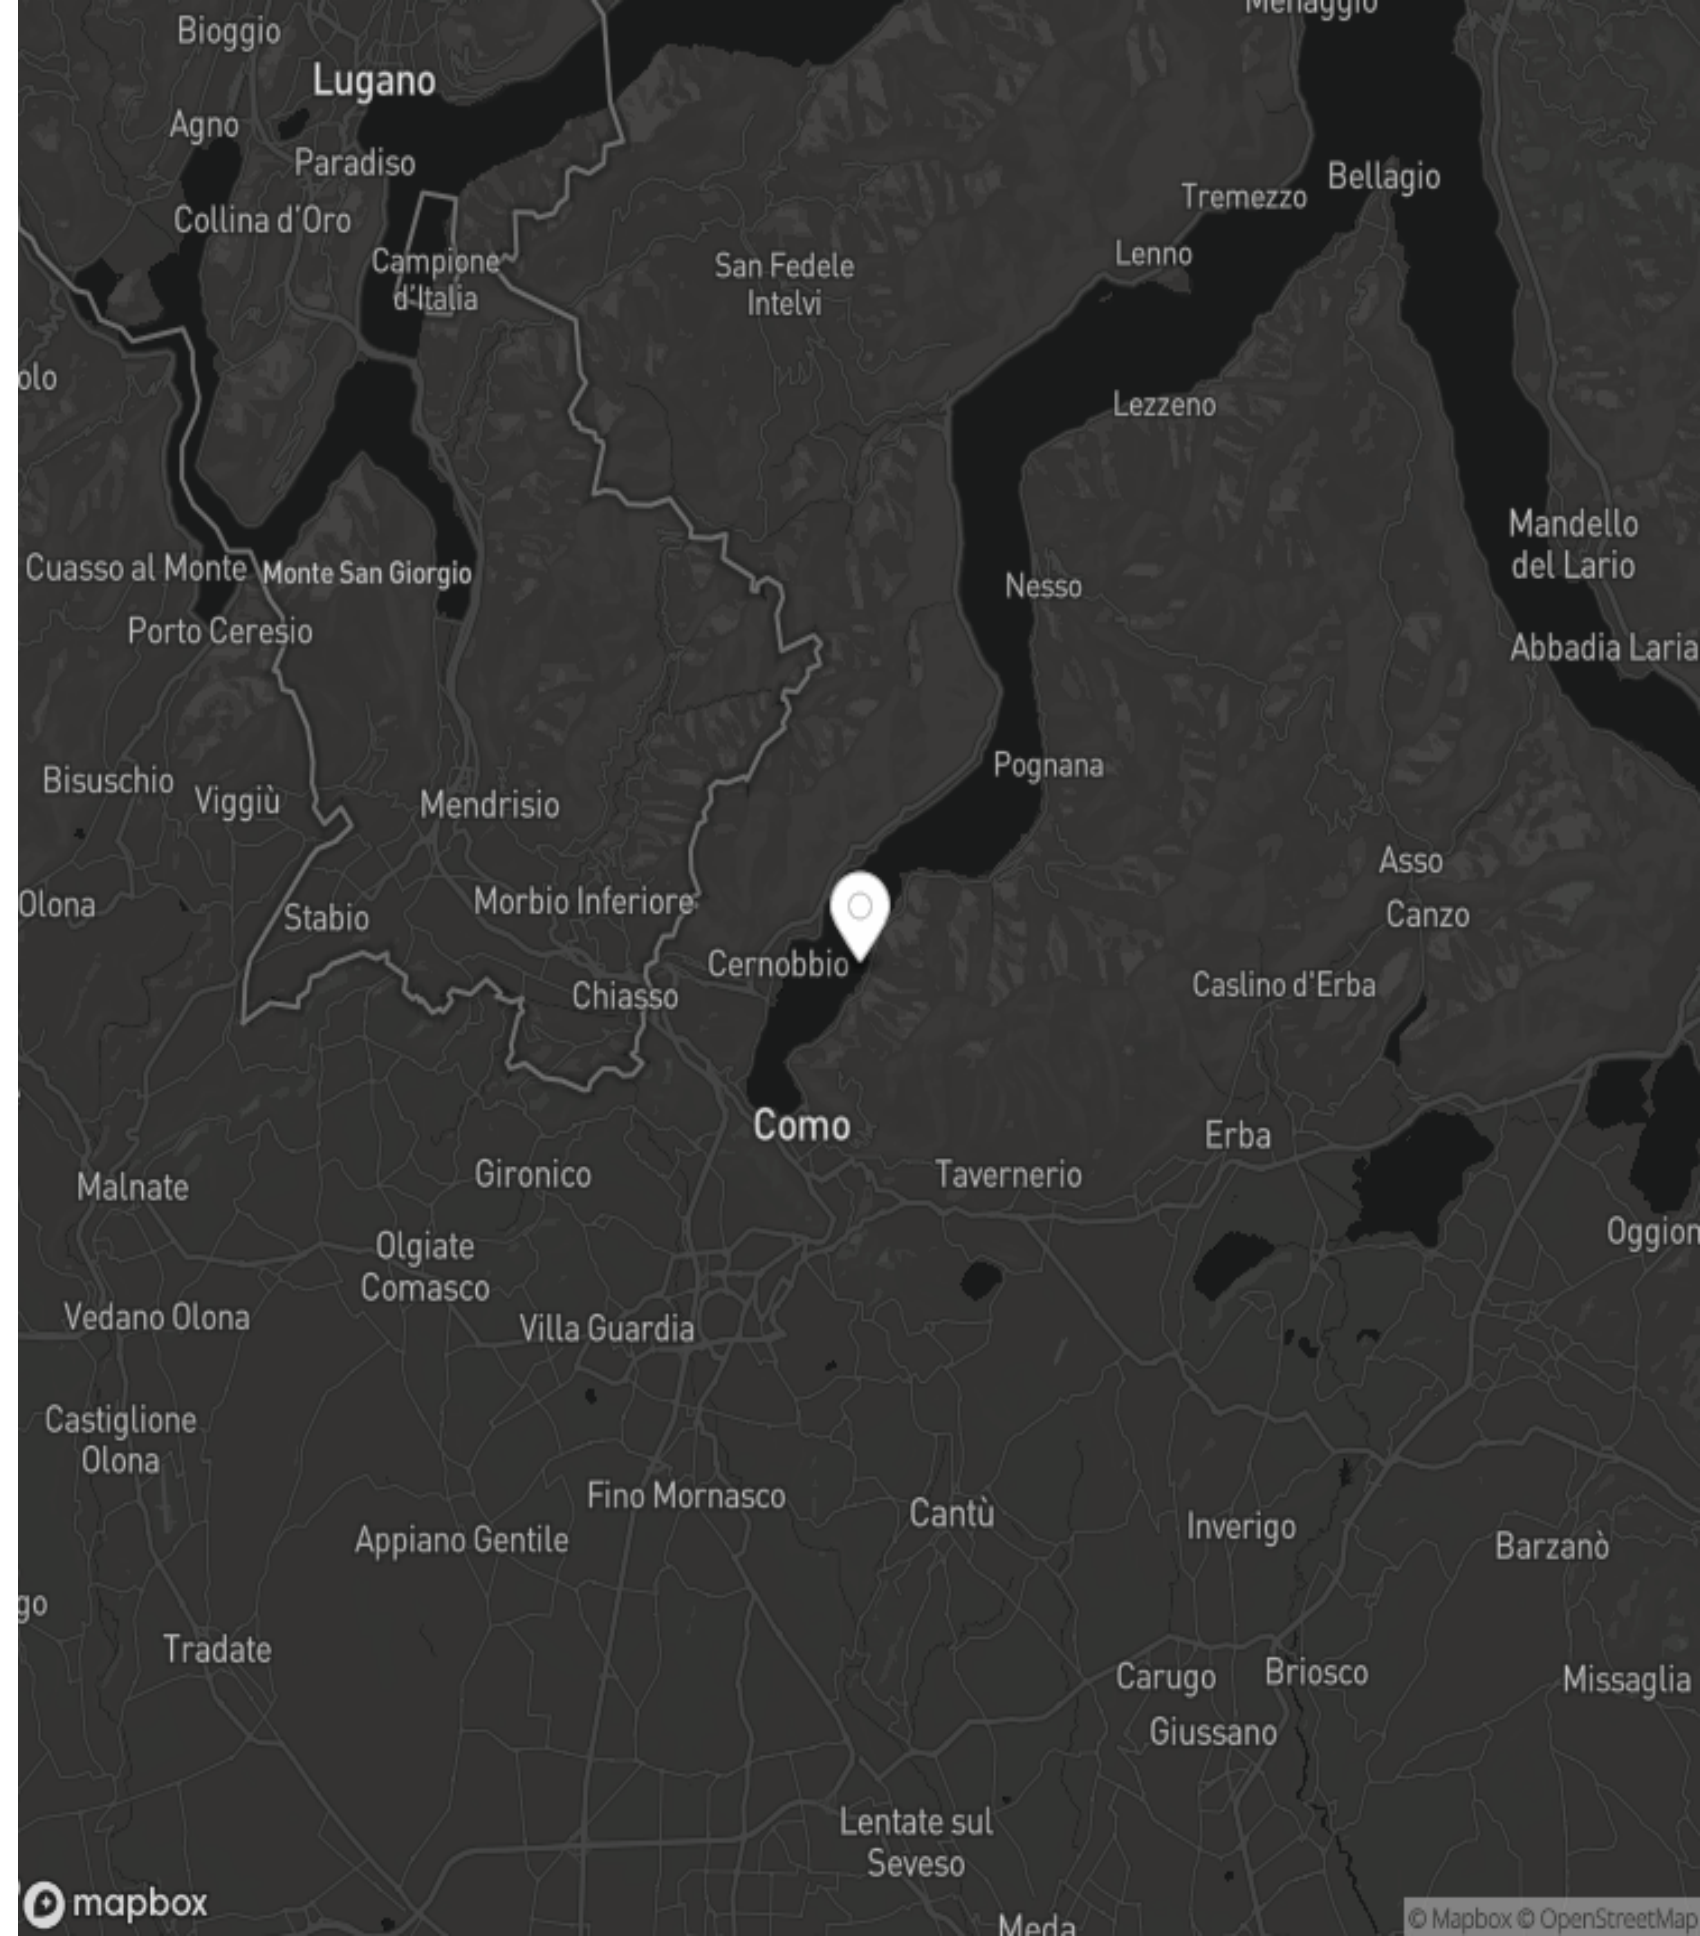 Menaggio
Bioggio
Lugano
Agno
Paradiso
Bellagio
Tremezzo
Collina d'Oro
Lenno
Campione
d'Italia
San Fedele
Intelvi
olo
Lezzeno
Mandello
del Lario
Cuasso al Monte
Monte San Giorgio
Nesso
Porto Ceresio
Abbadia Laria
Pognana
Bisuschio
Viggiù
Mendrisio
Asso
Olona
Stabio
Morbio Inferiore
Canzo
Cernobbio
Caslino d'Erba
Chiasso
Como
Erba
Gironico
Tavernerio
Malnate
Oggion
Olgiate
Comasco
Vedano Olona
Villa Guardia
Castiglione
Olona
Fino Mornasco
Cantù
Inverigo
Appiano Gentile
Barzanò
go
Tradate
Carugo
Briosco
Missaglia
Giussano
Lentate sul
Seveso
mapbox
Meda
© Mapbox © OpenStreetMap